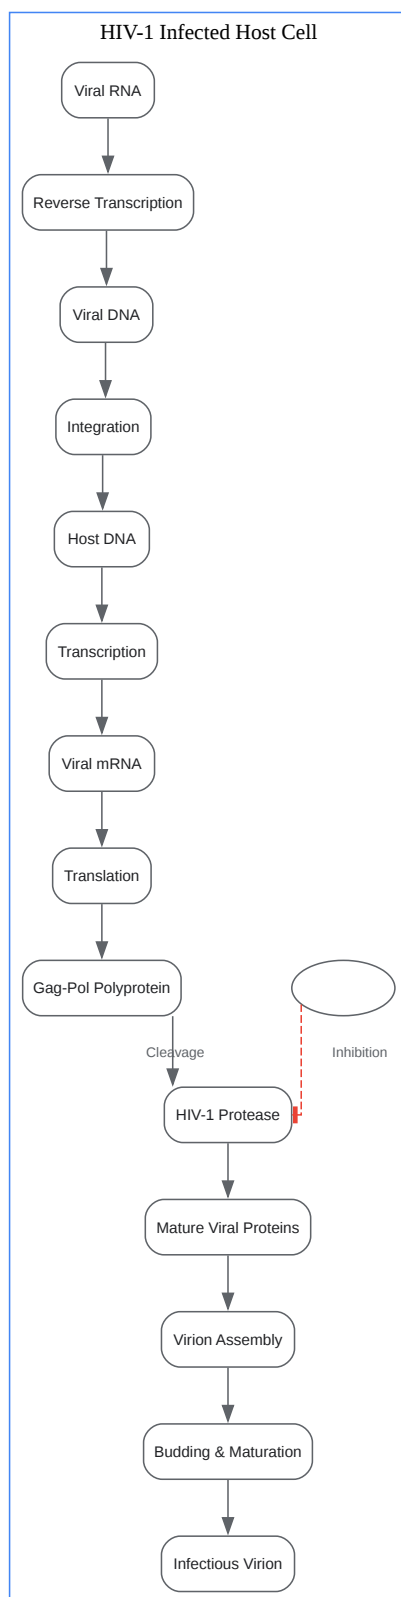 HIV-1 Infected Host Cell
Viral RNA
Reverse Transcription
Viral DNA
Integration
Host DNA
Transcription
Viral mRNA
Translation
Gag-Pol Polyprotein
Cleavage
Inhibition
HIV-1 Protease
Mature Viral Proteins
Virion Assembly
Budding & Maturation
Infectious Virion